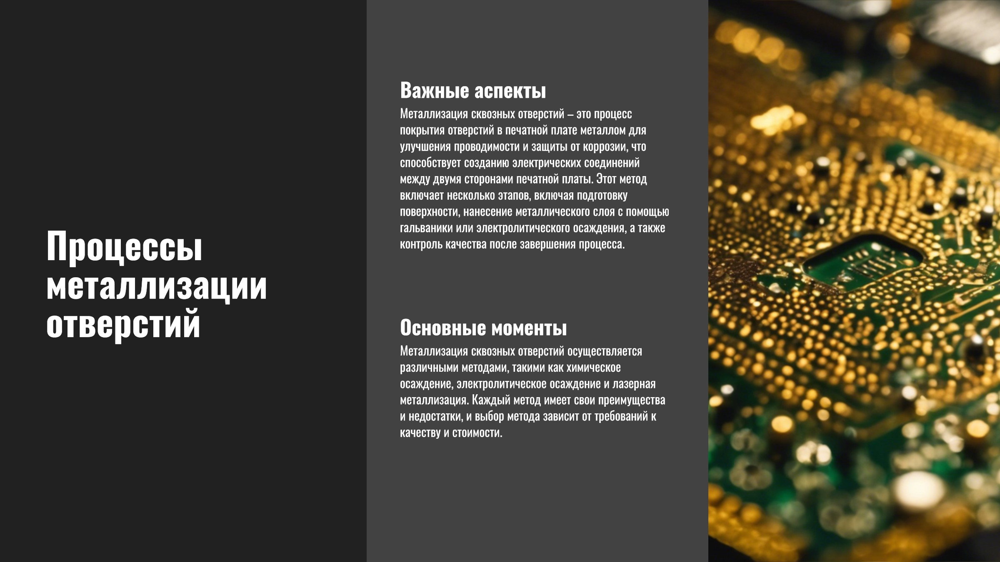 Процессы
металлизации
отверстий
Важные аспекты
Металлизация сквозных отверстий – это процесс
покрытия отверстий в печатной плате металлом для
улучшения проводимости и защиты от коррозии, что
способствует созданию электрических соединений
между двумя сторонами печатной платы. Этот метод
включает несколько этапов, включая подготовку
поверхности, нанесение металлического слоя с помощью
гальваники или электролитического осаждения, а также
контроль качества после завершения процесса.
Основные моменты
Металлизация сквозных отверстий осуществляется
различными методами, такими как химическое
осаждение, электролитическое осаждение и лазерная
металлизация. Каждый метод имеет свои преимущества
и недостатки, и выбор метода зависит от требований к
качеству и стоимости.